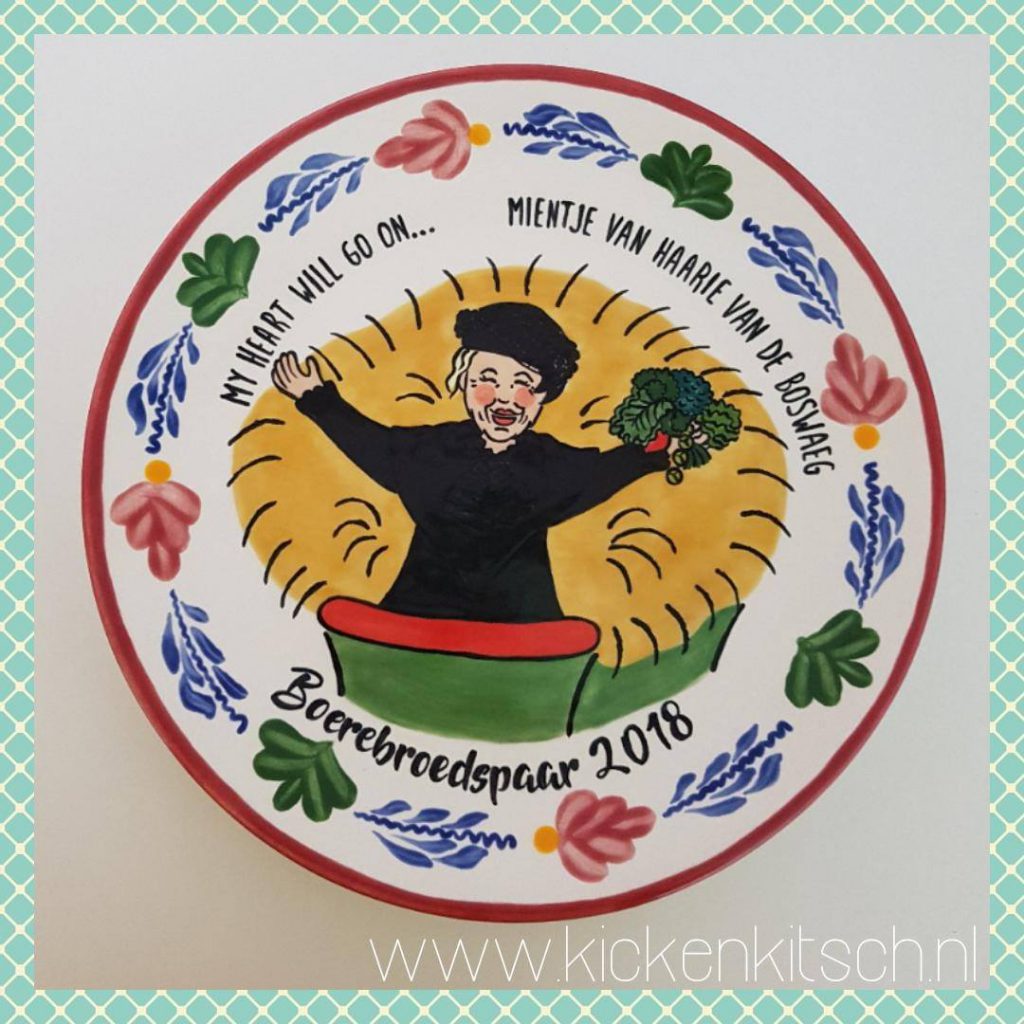 MY HEART WILL GO ON...
MIENTJE VAN HAARIE VAN DE BOSWAEG
Boerebroedspaar 2018
www.kickenkitsch.nl